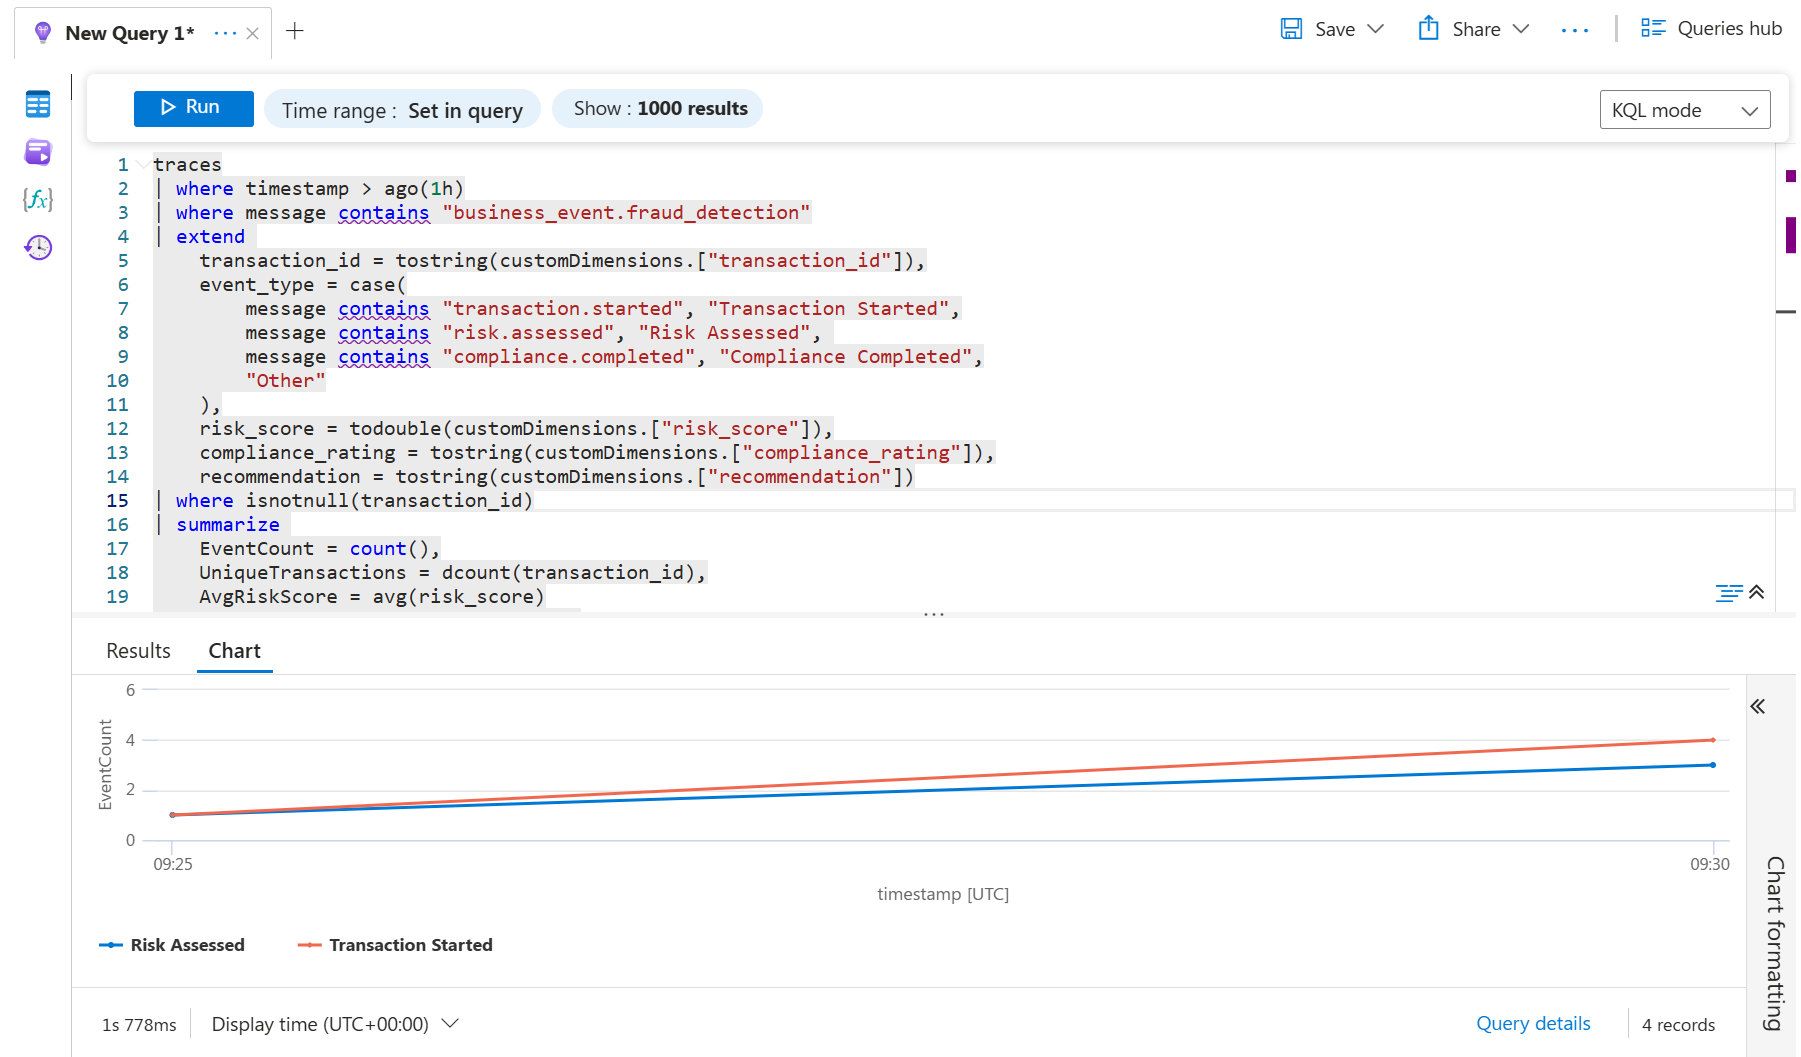 New Query 1* ···
Save
Share
···
Queries hub
Run
Time range : Set in query
Show : 1000 results
KQL mode
1 traces
2 | where timestamp > ago(1h)
3 | where message contains "business_event.fraud_detection"
4 | extend
5 transaction_id = tostring(customDimensions.["transaction_id"]),
6 event_type = case(
7 message contains "transaction.started", "Transaction Started",
8 message contains "risk.assessed", "Risk Assessed",
9 message contains "compliance.completed", "Compliance Completed",
10 "Other"
11 ),
12 risk_score = todouble(customDimensions.["risk_score"]),
13 compliance_rating = tostring(customDimensions.["compliance_rating"]),
14 recommendation = tostring(customDimensions.["recommendation"])
15 | where isnotnull(transaction_id)
16 | summarize
17 EventCount = count(),
18 UniqueTransactions = dcount(transaction_id),
19 AvgRiskScore = avg(risk_score)
Results
Chart
6
4
2
0
EventCount
09:25
09:30
timestamp [UTC]
Risk Assessed
Transaction Started
Chart formatting
1s 778ms
Display time (UTC+00:00)
Query details
4 records